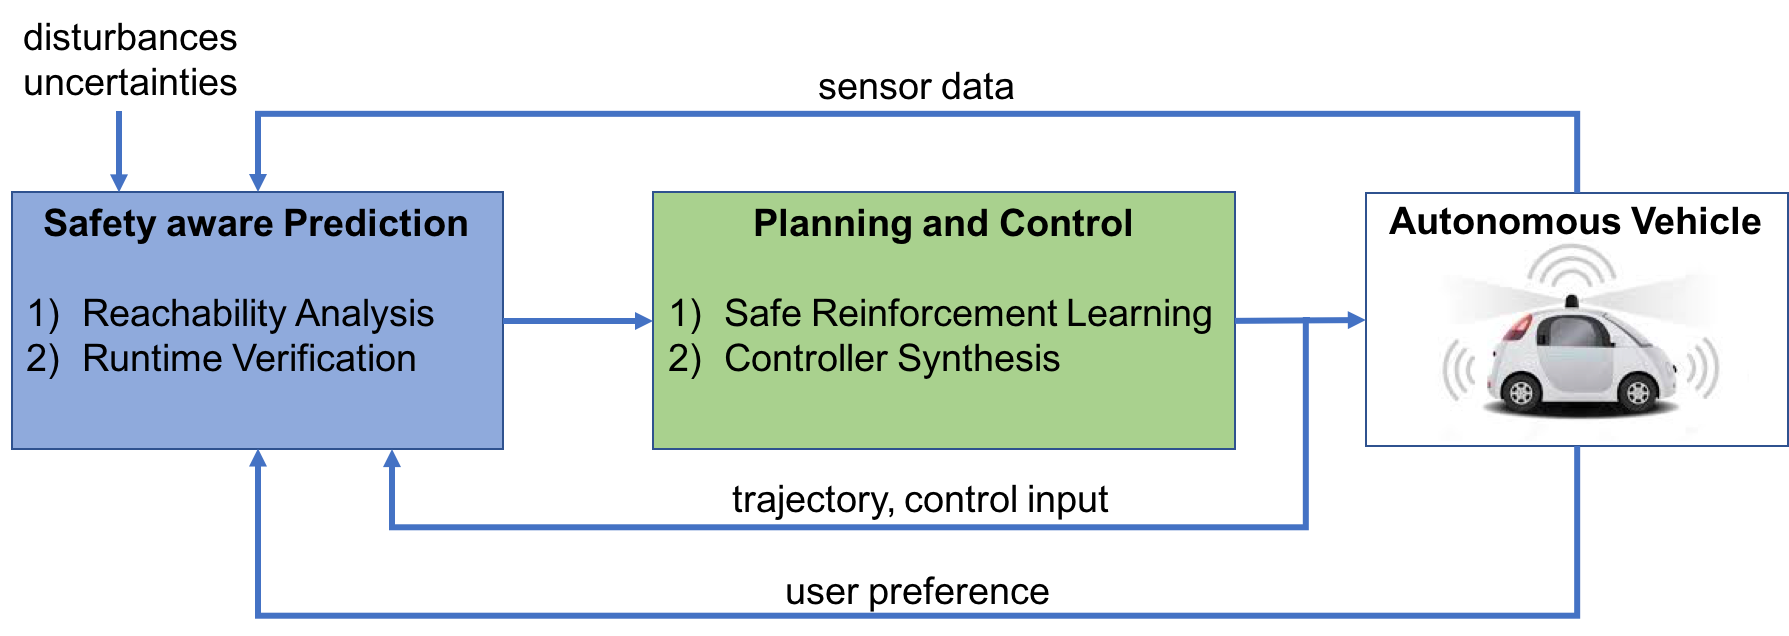 disturbances
uncertainties
sensor data
Safety aware Prediction
1) Reachability Analysis
2) Runtime Verification
Planning and Control
1) Safe Reinforcement Learning
2) Controller Synthesis
Autonomous Vehicle
trajectory, control input
user preference